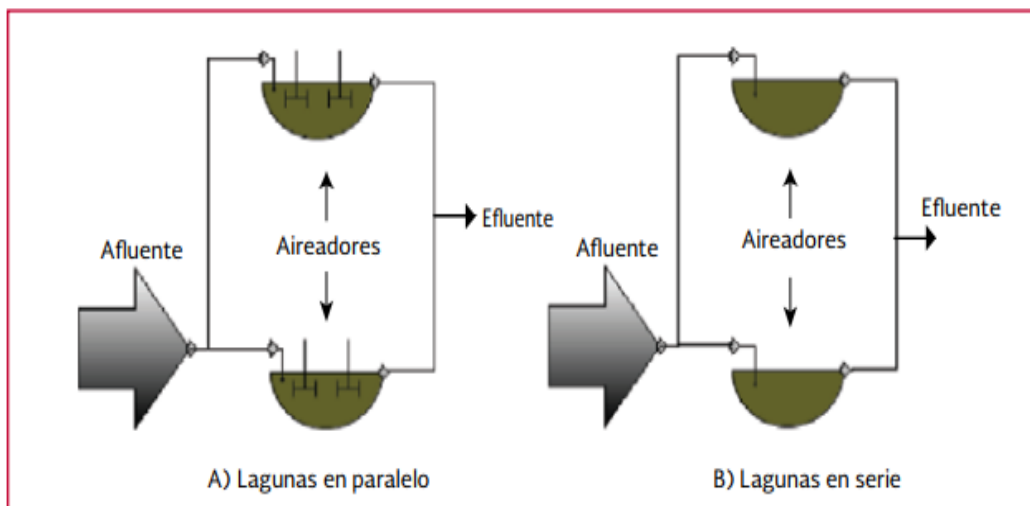 Afluente
Aireadores
Efluente
A) Lagunas en paralelo
Afluente
Aireadores
Efluente
B) Lagunas en serie